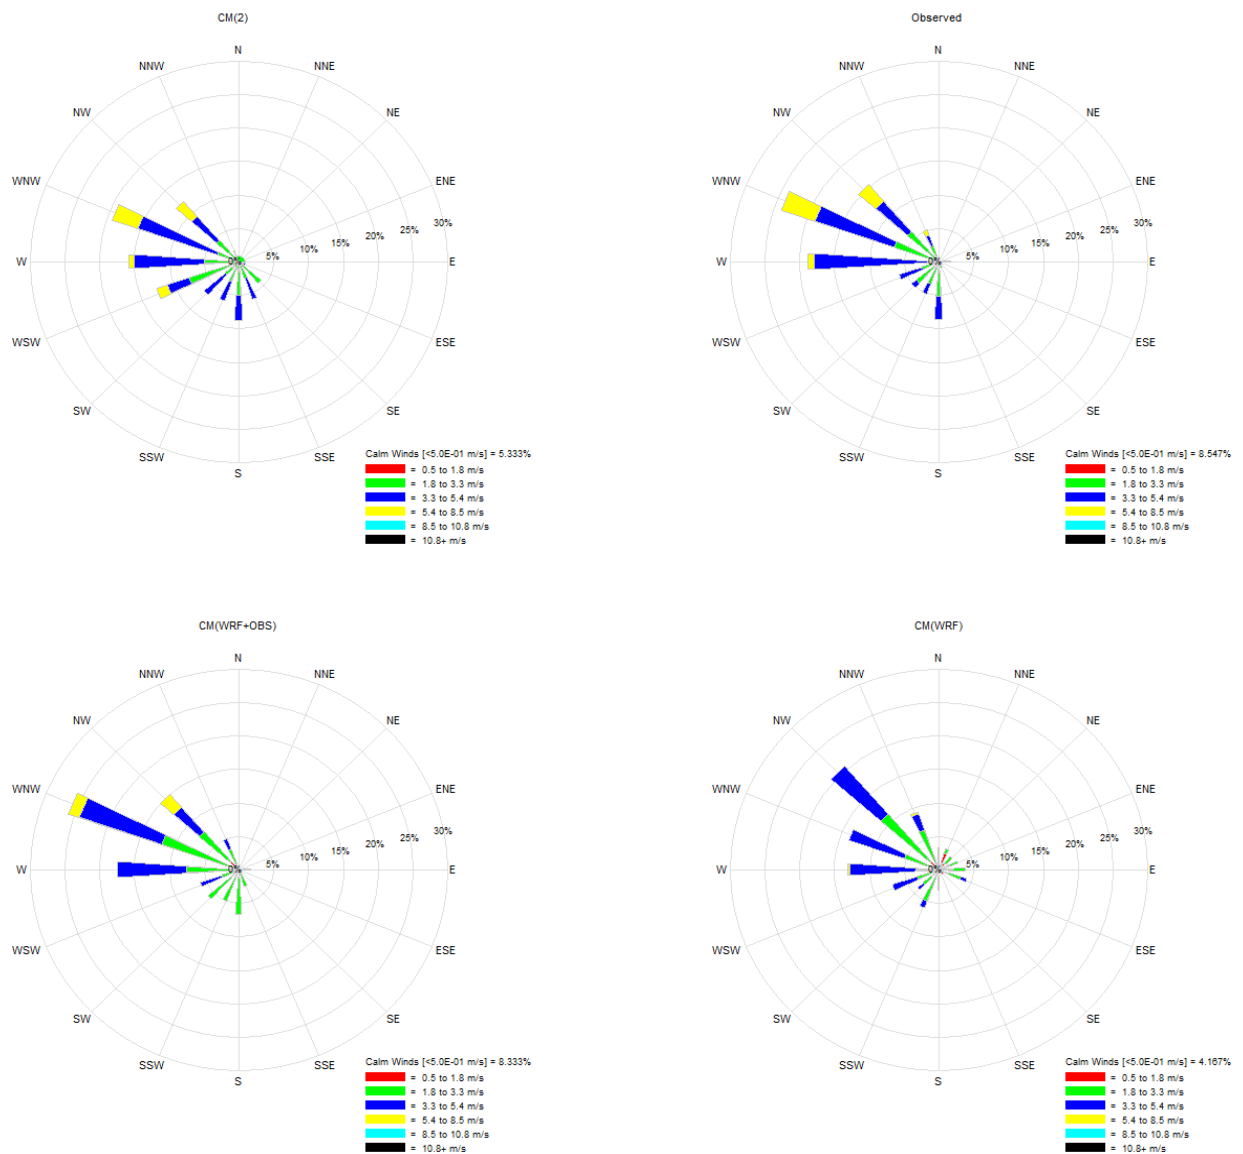 CM(2)
N
NNW
NNE
NW
NE
WNW
ENE
30%
25%
20%
15%
10%
5%
0%
W
E
WSW
ESE
SW
SE
SSW
SSE
S
Calm Winds [<5.0E-01 m/s] = 5.333%
= 0.5 to 1.8 m/s
= 1.8 to 3.3 m/s
= 3.3 to 5.4 m/s
= 5.4 to 8.5 m/s
= 8.5 to 10.8 m/s
= 10.8+ m/s
Observed
N
NNW
NNE
NW
NE
WNW
ENE
30%
25%
20%
15%
10%
5%
0%
W
E
WSW
ESE
SW
SE
SSW
SSE
S
Calm Winds [<5.0E-01 m/s] = 8.547%
= 0.5 to 1.8 m/s
= 1.8 to 3.3 m/s
= 3.3 to 5.4 m/s
= 5.4 to 8.5 m/s
= 8.5 to 10.8 m/s
= 10.8+ m/s
CM(WRF+OBS)
N
NNW
NNE
NW
NE
WNW
ENE
30%
25%
20%
15%
10%
5%
0%
W
E
WSW
ESE
SW
SE
SSW
SSE
S
Calm Winds [<5.0E-01 m/s] = 8.333%
= 0.5 to 1.8 m/s
= 1.8 to 3.3 m/s
= 3.3 to 5.4 m/s
= 5.4 to 8.5 m/s
= 8.5 to 10.8 m/s
= 10.8+ m/s
CM(WRF)
N
NNW
NNE
NW
NE
WNW
ENE
30%
25%
20%
15%
10%
5%
0%
W
E
WSW
ESE
SW
SE
SSW
SSE
S
Calm Winds [<5.0E-01 m/s] = 4.167%
= 0.5 to 1.8 m/s
= 1.8 to 3.3 m/s
= 3.3 to 5.4 m/s
= 5.4 to 8.5 m/s
= 8.5 to 10.8 m/s
= 10.8+ m/s